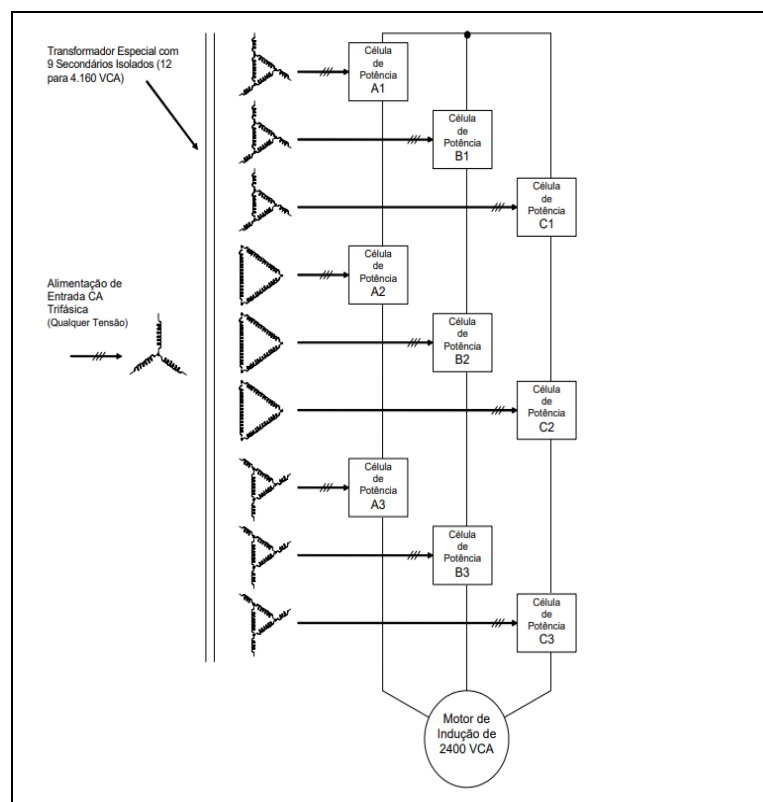 Transformador Especial com
9 Secundários Isolados (12
para 4.160 VCA)
Célula
de
Potência
A1
Célula
de
Potência
B1
Célula
de
Potência
C1
Alimentação de
Entrada CA
Trifásica
(Qualquer Tensão)
Célula
de
Potência
A2
Célula
de
Potência
B2
Célula
de
Potência
C2
Célula
de
Potência
A3
Célula
de
Potência
B3
Célula
de
Potência
C3
Motor de
Indução de
2400 VCA